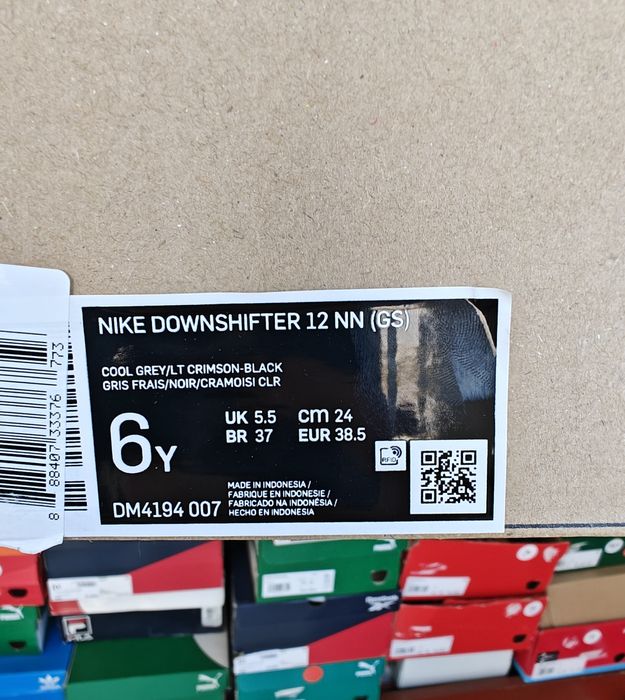 NIKE DOWNSHIFTER 12 NN (GS)
COOL GREY/LT CRIMSON-BLACK
GRIS FRAIS/NOIR/CRAMOISI CLR
6Y
UK 5.5 cm 24
BR 37 EUR 38.5
RFID
DM4194 007
MADE IN INDONESIA /
FABRIQUE EN INDONESIE/
FABRICADO NA INDONÉSIA /
HECHO EN INDONESIA
8 88407 33376 773
FILA
Reebok